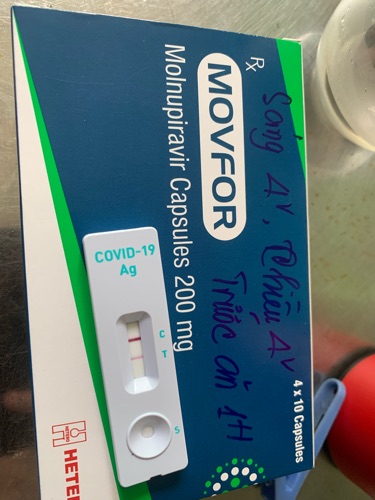 Rx
MOVFOR
Molnupiravir Capsules 200 mg
Sáng 4v, Chiều 4v
Trước ăn 1H
4 x 10 Capsules
HETERO
HETE
COVID-19
Ag
C
T
S